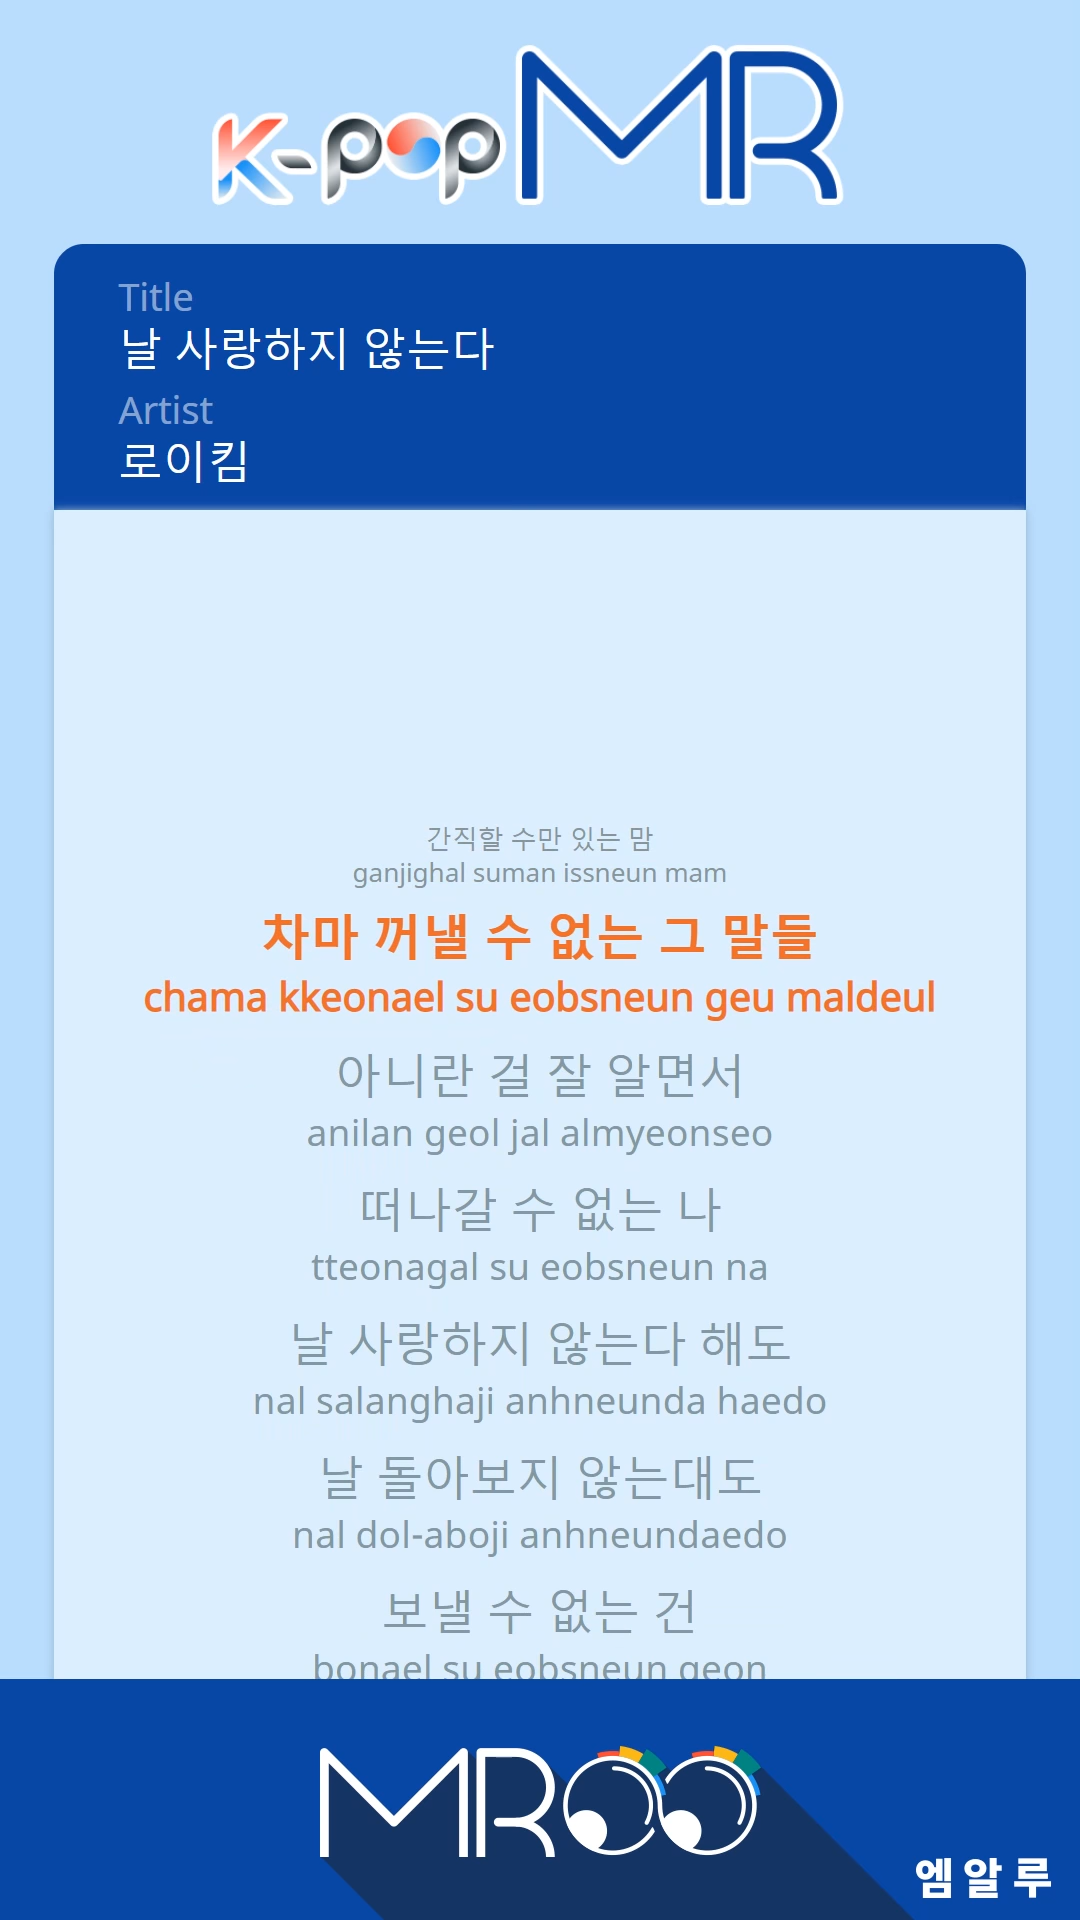 K-pop MR
Title
날 사랑하지 않는다
Artist
로이킴
간직할 수만 있는 맘
ganjighal suman issneun mam
차마 꺼낼 수 없는 그 말들
chama kkeonael su eobsneun geu maldeul
아니란 걸 잘 알면서
anilan geol jal almyeonseo
떠나갈 수 없는 나
tteonagal su eobsneun na
날 사랑하지 않는다 해도
nal salanghaji anhneunda haedo
날 돌아보지 않는대도
nal dol-aboji anhneundaedo
보낼 수 없는 건
bonael su eobsneun geon
MROO
엠알루